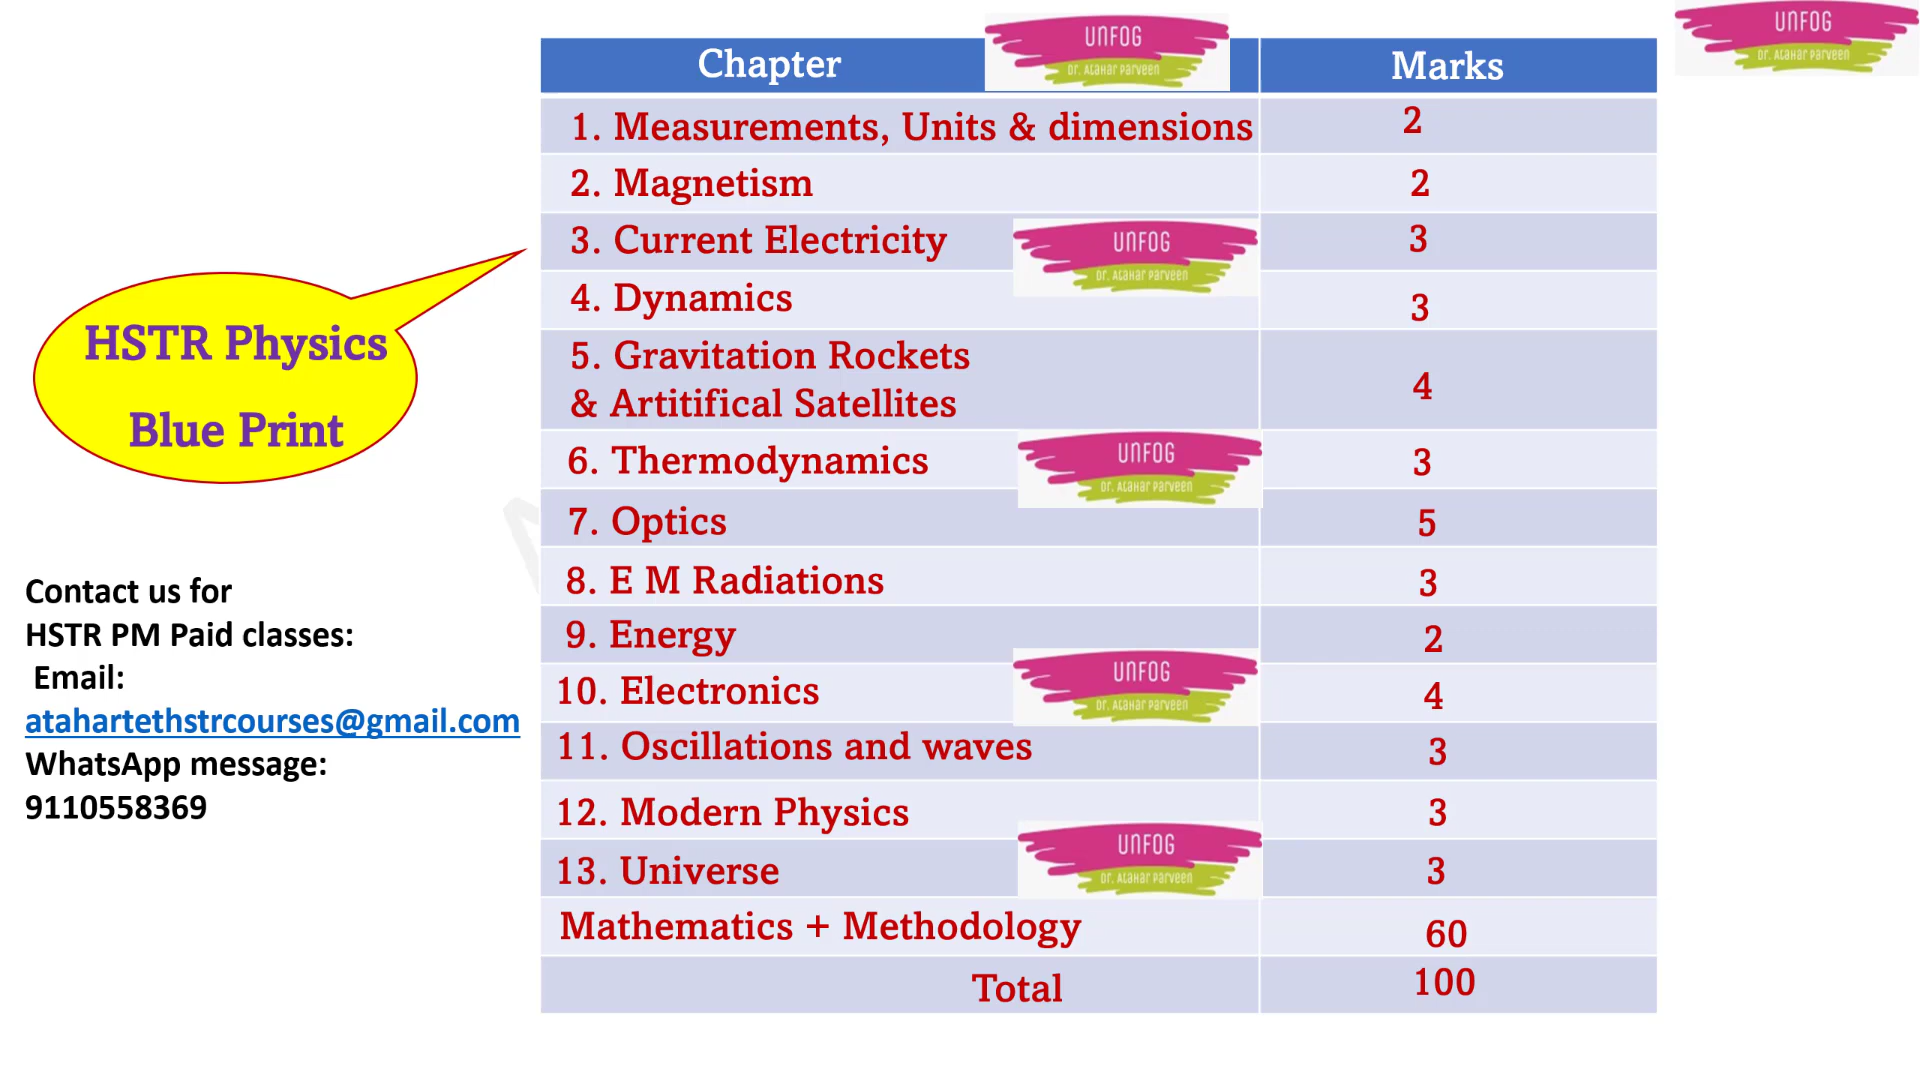 UNFOG
Dr. Atahar Parveen
Chapter
UNFOG
Dr. Atahar Parveen
Marks
1. Measurements, Units & dimensions
2
2. Magnetism
2
3. Current Electricity
UNFOG
Dr. Atahar Parveen
3
4. Dynamics
3
5. Gravitation Rockets
& Artitifical Satellites
4
6. Thermodynamics
UNFOG
Dr. Atahar Parveen
3
7. Optics
5
8. E M Radiations
3
9. Energy
2
10. Electronics
UNFOG
Dr. Atahar Parveen
4
11. Oscillations and waves
3
12. Modern Physics
3
13. Universe
UNFOG
Dr. Atahar Parveen
3
Mathematics + Methodology
60
Total
100
HSTR Physics
Blue Print
Contact us for
HSTR PM Paid classes:
Email:
atahartethstrcourses@gmail.com
WhatsApp message:
9110558369